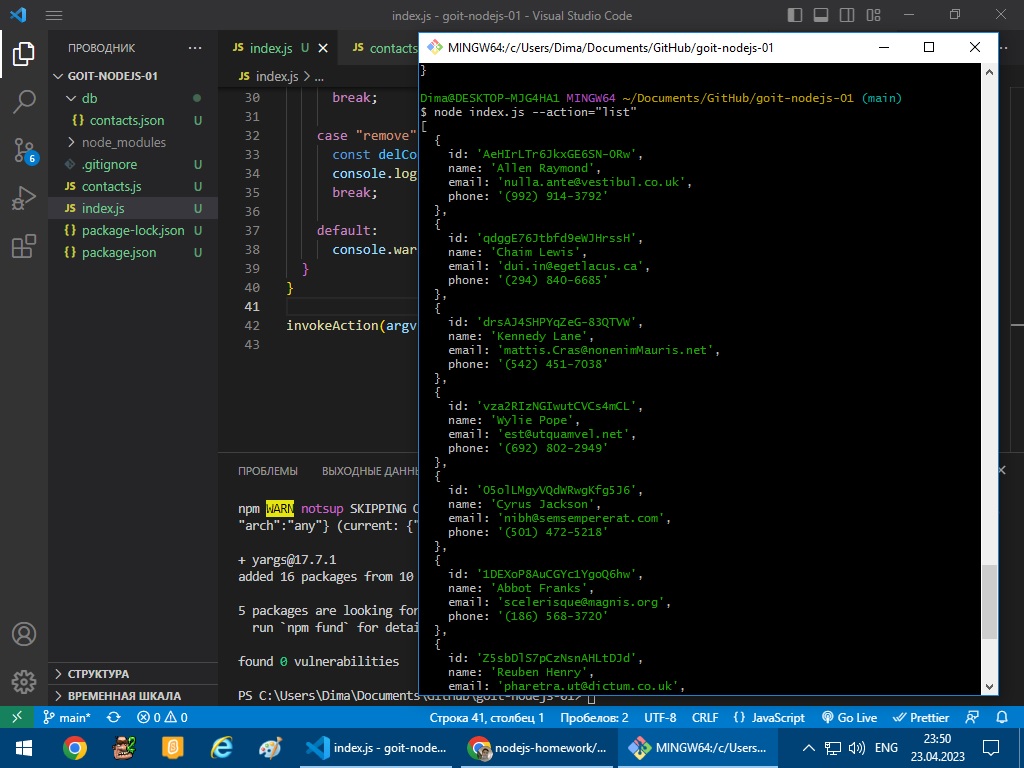 index.js - goit-nodejs-01 - Visual Studio Code
ПРОВОДНИК
GOIT-NODEJS-01
db
contacts.json U
node_modules
.gitignore U
JS contacts.js U
JS index.js U
package-lock.json U
package.json U
СТРУКТУРА
ВРЕМЕННАЯ ШКАЛА
6
JS index.js U
JS contacts
JS index.js > ...
30 break;
31
32 case "remove"
33 const delCo
34 console.log
35 break;
36
37 default:
38 console.war
39 }
40 }
41
42 invokeAction(argv
43
ПРОБЛЕМЫ ВЫХОДНЫЕ ДАННЫ
npm WARN notsup SKIPPING
"arch":"any"} (current: {"
+ yargs@17.7.1
added 16 packages from 10
5 packages are looking for
run `npm fund` for detai
found 0 vulnerabilities
PS C:\Users\Dima\Documents\GitHub\goit-nodejs-01>
MINGW64:/c/Users/Dima/Documents/GitHub/goit-nodejs-01
}
Dima@DESKTOP-MJG4HA1 MINGW64 ~/Documents/GitHub/goit-nodejs-01 (main)
$ node index.js --action="list"
[
{
id: 'AeHIrLTr6JkxGE6SN-0Rw',
name: 'Allen Raymond',
email: 'nulla.ante@vestibul.co.uk',
phone: '(992) 914-3792'
},
{
id: 'qdggE76Jtbfd9eWJHrssH',
name: 'Chaim Lewis',
email: 'dui.in@egetlacus.ca',
phone: '(294) 840-6685'
},
{
id: 'drsAJ4SHPYqZeG-83QTVW',
name: 'Kennedy Lane',
email: 'mattis.Cras@nonenimMauris.net',
phone: '(542) 451-7038'
},
{
id: 'vza2RIzNGIwutCVCs4mCL',
name: 'Wylie Pope',
email: 'est@utquamvel.net',
phone: '(692) 802-2949'
},
{
id: '05olLMgyVQdWRwgKfg5J6',
name: 'Cyrus Jackson',
email: 'nibh@semsempererat.com',
phone: '(501) 472-5218'
},
{
id: '1DEXoP8AuCGYc1YgoQ6hw',
name: 'Abbot Franks',
email: 'scelerisque@magnis.org',
phone: '(186) 568-3720'
},
{
id: 'Z5sbDlS7pCzNsnAHLtDJd',
name: 'Reuben Henry',
email: 'pharetra.ut@dictum.co.uk',
main* 0 0 Строка 41, столбец 1 Пробелов: 2 UTF-8 CRLF {} JavaScript Go Live Prettier
index.js - goit-node... nodejs-homework/... MINGW64:/c/Users... ENG 23:50
23.04.2023